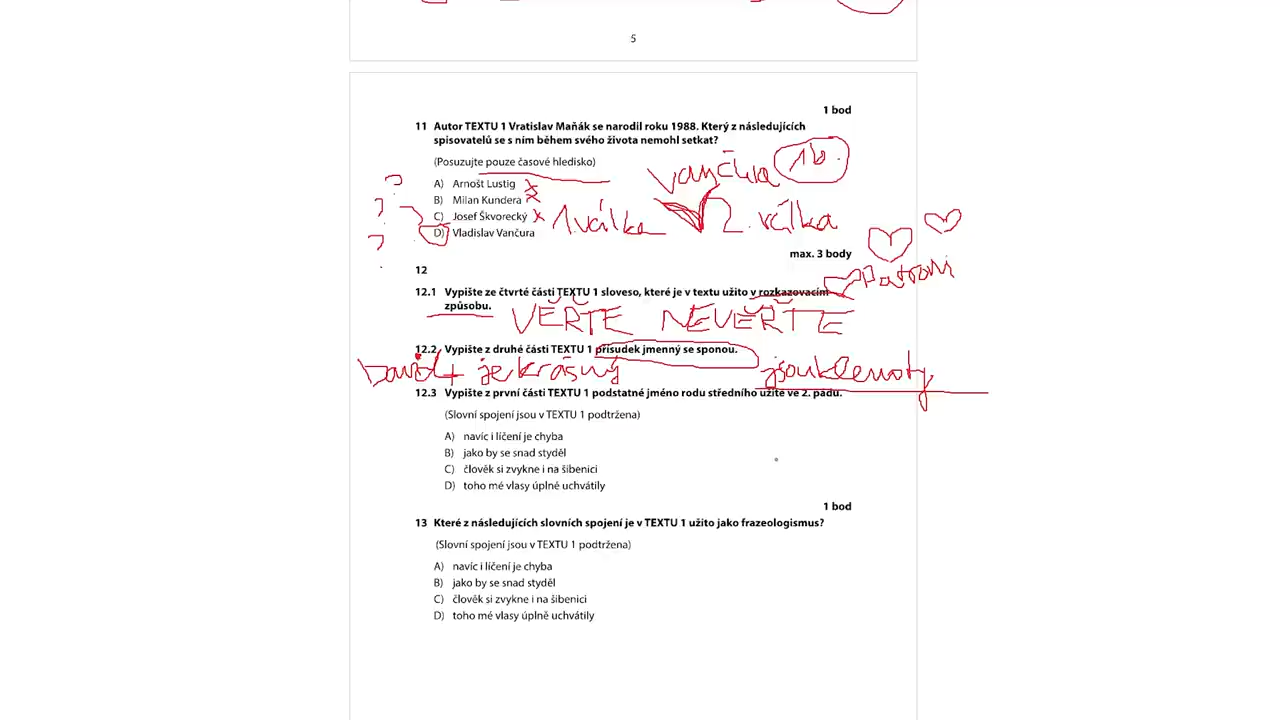 5
1 bod
11 Autor TEXTU 1 Vratislav Maňák se narodil roku 1988. Který z následujících
spisovatelů se s ním během svého života nemohl setkat?
(Posuzujte pouze časové hledisko)
1b.
Vančura
A) Arnošt Lustig x
B) Milan Kundera x
C) Josef Škvorecký x
1 válka 2. válka
D) Vladislav Vančura
? ? ?
max. 3 body
12
Patroni
12.1 Vypište ze čtvrté části TEXTU 1 sloveso, které je v textu užito v rozkazovacím
způsobu.
VĚŘTE NEVĚŘTE
12.2 Vypište z druhé části TEXTU 1 přísudek jmenný se sponou.
David + je krásný jsou klenoty
12.3 Vypište z první části TEXTU 1 podstatné jméno rodu středního užité ve 2. pádu.
(Slovní spojení jsou v TEXTU 1 podtržena)
A) navíc i líčení je chyba
B) jako by se snad styděl
C) člověk si zvykne i na šibenici
D) toho mé vlasy úplně uchvátily
1 bod
13 Které z následujících slovních spojení je v TEXTU 1 užito jako frazeologismus?
(Slovní spojení jsou v TEXTU 1 podtržena)
A) navíc i líčení je chyba
B) jako by se snad styděl
C) člověk si zvykne i na šibenici
D) toho mé vlasy úplně uchvátily